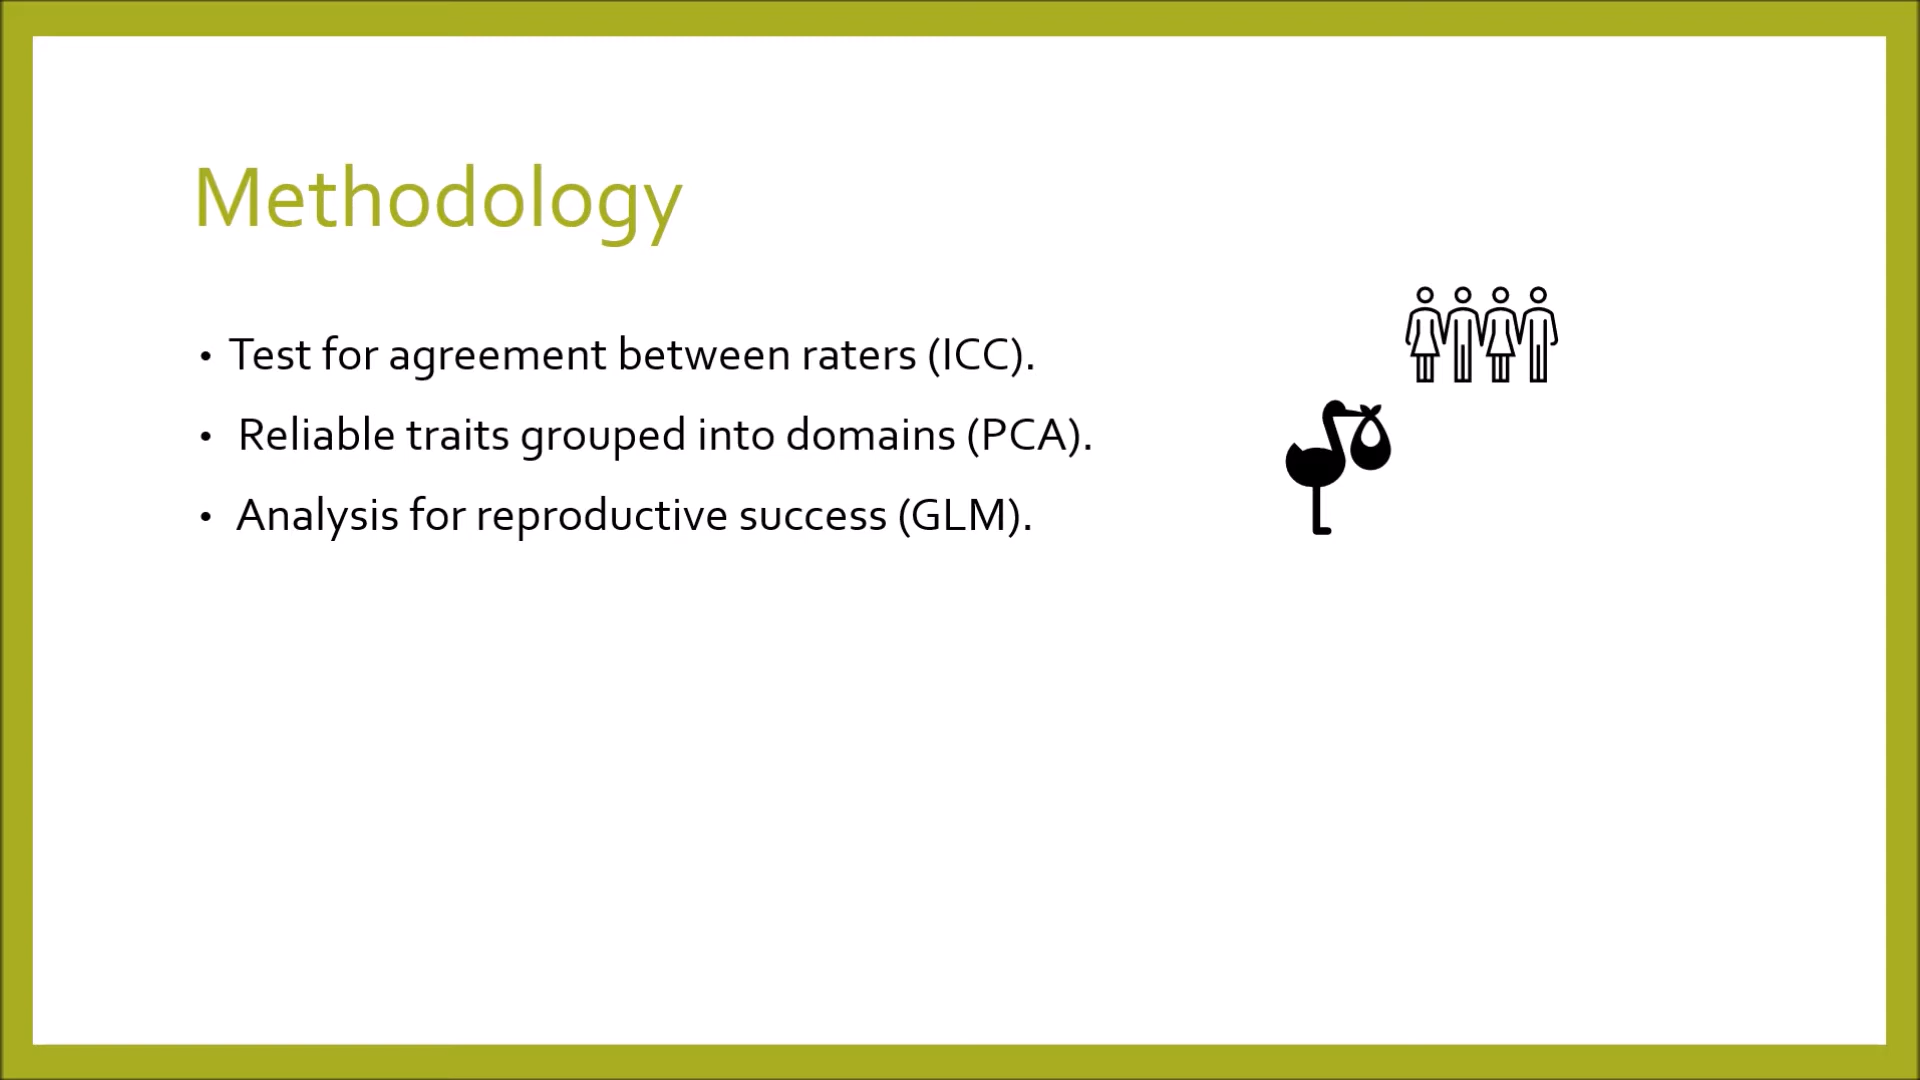 Methodology
• Test for agreement between raters (ICC).
• Reliable traits grouped into domains (PCA).
• Analysis for reproductive success (GLM).